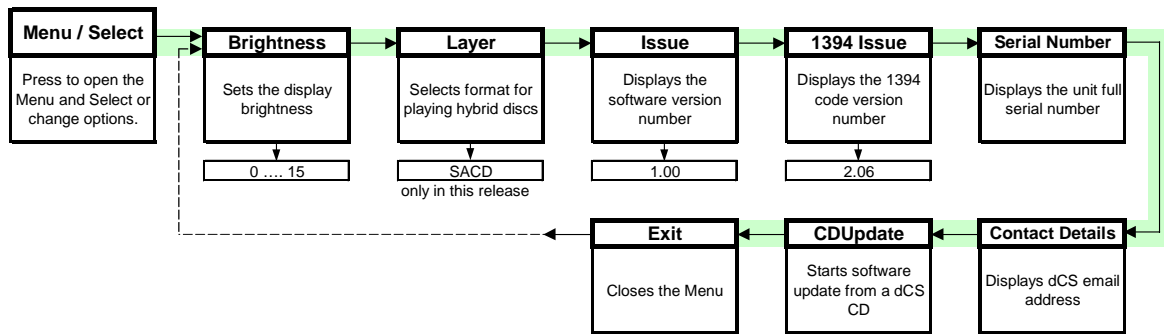 Menu / Select
Press to open the
Menu and Select or
change options.
Brightness
Sets the display
brightness
0 .... 15
Layer
Selects format for
playing hybrid discs
SACD
only in this release
Issue
Displays the
software version
number
1.00
1394 Issue
Displays the 1394
code version
number
2.06
Serial Number
Displays the unit full
serial number
Contact Details
Displays dCS email
address
CDUpdate
Starts software
update from a dCS
CD
Exit
Closes the Menu